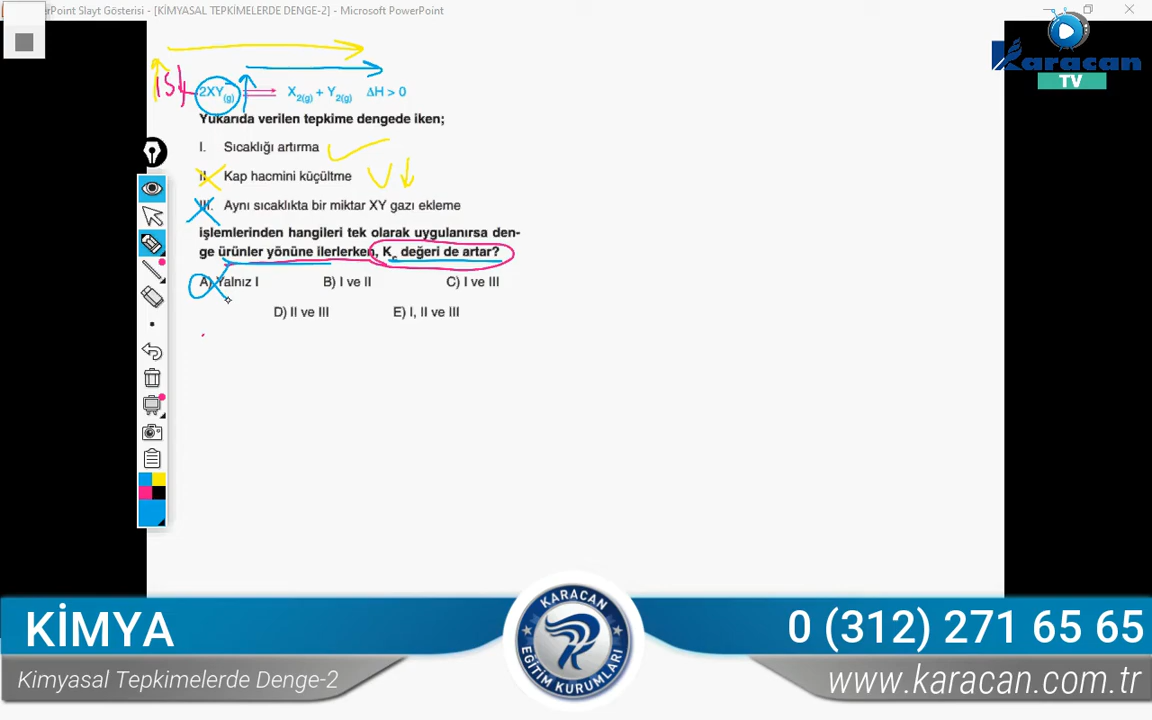 PowerPoint Slayt Gösterisi - [KİMYASAL TEPKİMELERDE DENGE-2] - Microsoft PowerPoint
Karacan
TV
ısı
2XY(g) ⇌ X2(g) + Y2(g) ΔH > 0
Yukarıda verilen tepkime dengede iken;
I. Sıcaklığı artırma
II. Kap hacmini küçültme V↓
III. Aynı sıcaklıkta bir miktar XY gazı ekleme
işlemlerinden hangileri tek olarak uygulanırsa den-
ge ürünler yönüne ilerlerken, Kc değeri de artar?
A) Yalnız I B) I ve II C) I ve III
D) II ve III E) I, II ve III
KİMYA
Kimyasal Tepkimelerde Denge-2
KARACAN
EĞİTİM KURUMLARI
0 (312) 271 65 65
www.karacan.com.tr